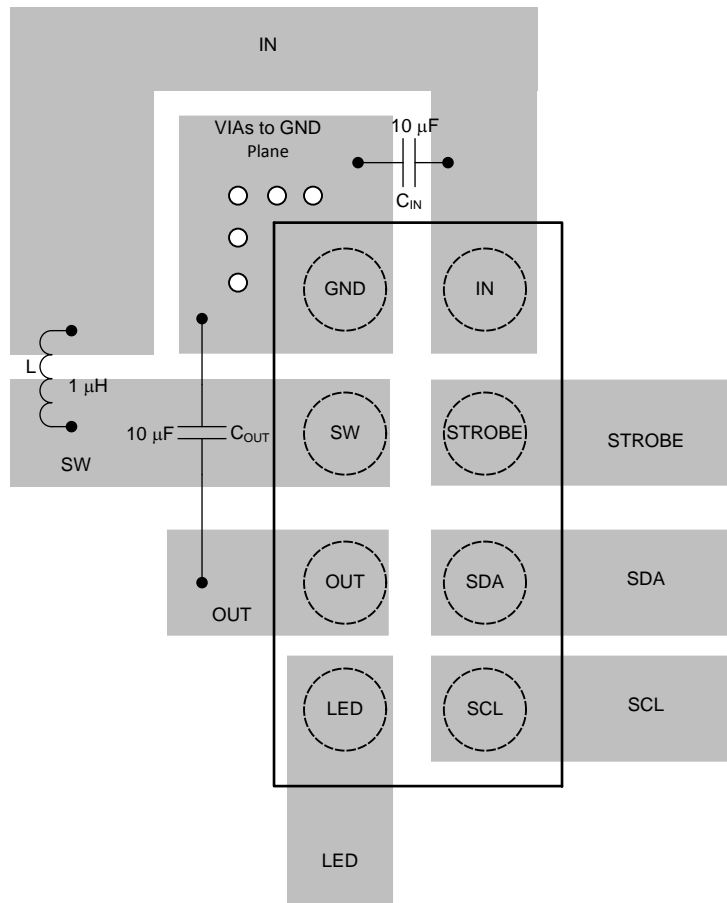 IN
VIAs to GND
Plane
10 μF
CIN
GND
IN
L
1 μH
10 μF
COUT
SW
SW
STROBE
STROBE
OUT
OUT
SDA
SDA
LED
SCL
SCL
LED